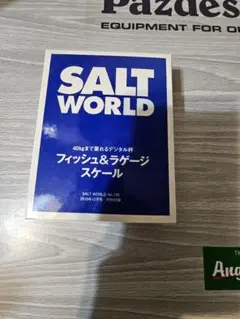 Pazdes
EQUIPMENT FOR O
SALT
WORLD
40kgまで量れるデジタル秤
フィッシュ&ラゲージ
スケール
SALT WORLD
Ang